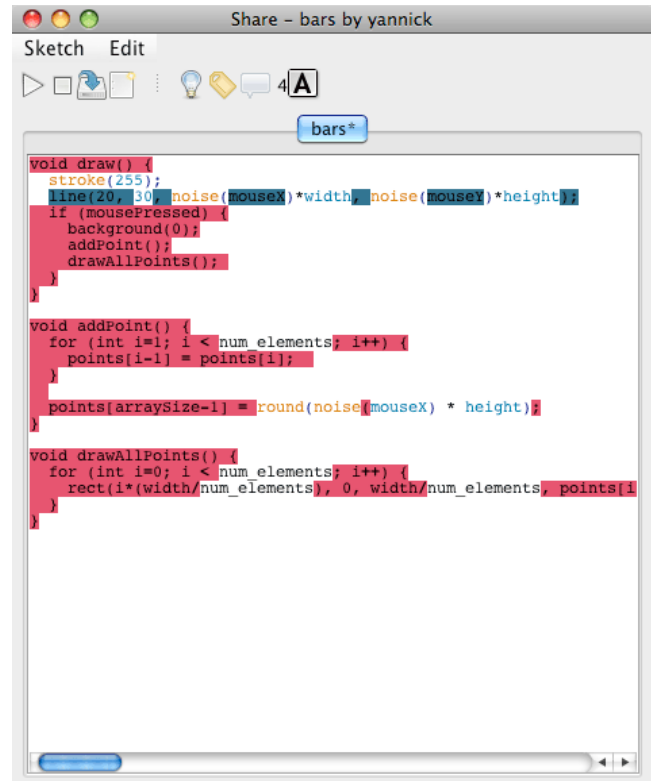 Share – bars by yannick
Sketch Edit
4 A
bars*
void draw() {
  stroke(255);
  line(20, 30, noise(mouseX)*width, noise(mouseY)*height);
  if (mousePressed) {
    background(0);
    addPoint();
    drawAllPoints();
  }
}

void addPoint() {
  for (int i=1; i < num_elements; i++) {
    points[i-1] = points[i];
  }

  points[arraySize-1] = round(noise(mouseX) * height);
}

void drawAllPoints() {
  for (int i=0; i < num_elements; i++) {
    rect(i*(width/num_elements), 0, width/num_elements, points[i
  }
}